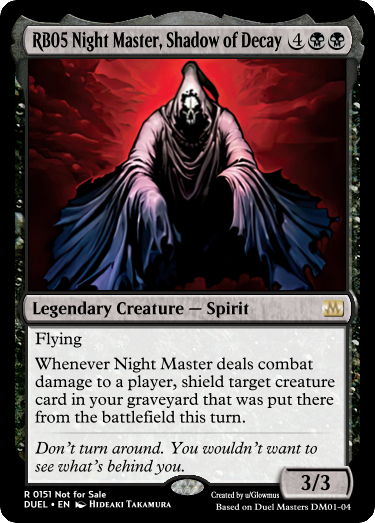 RB05 Night Master, Shadow of Decay 4
Legendary Creature — Spirit
Flying
Whenever Night Master deals combat
damage to a player, shield target creature
card in your graveyard that was put there
from the battlefield this turn.
Don't turn around. You wouldn't want to
see what's behind you.
3/3
R 0151 Not for Sale
DUEL • EN Hideaki Takamura
Created by u/Glowmus
Based on Duel Masters DM01-04